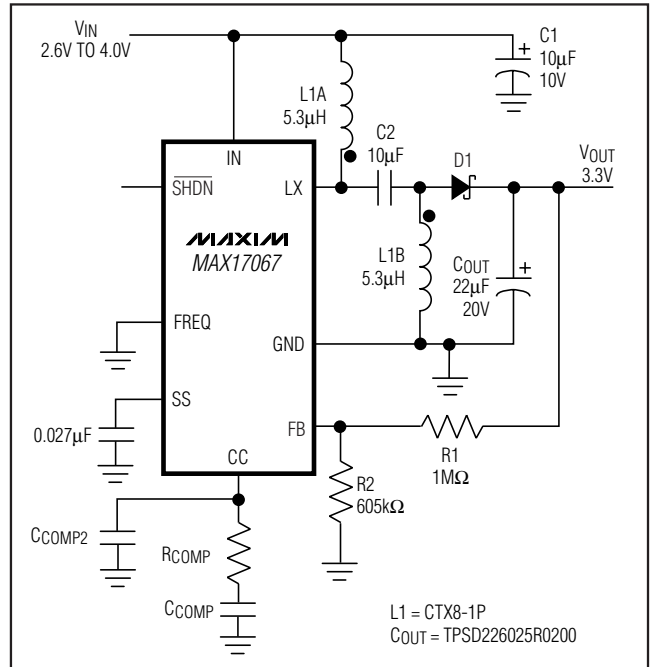 VIN
2.6V TO 4.0V
C1
10µF
10V
L1A
5.3µH
C2
10µF
D1
VOUT
3.3V
IN
SHDN
LX
MAXIM
MAX17067
L1B
5.3µH
COUT
22µF
20V
FREQ
GND
SS
0.027µF
FB
R1
1MΩ
CC
R2
605kΩ
CCOMP2
RCOMP
CCOMP
L1 = CTX8-1P
COUT = TPSD226025R0200